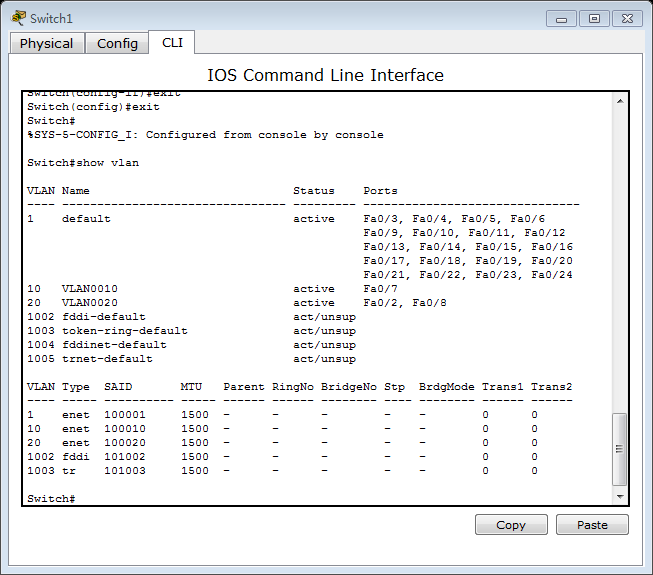 Switch1
Physical Config CLI
IOS Command Line Interface
Switch(config-if)#exit
Switch(config)#exit
Switch#
%SYS-5-CONFIG_I: Configured from console by console
Switch#show vlan
VLAN Name                             Status    Ports
---- -------------------------------- --------- -------------------------------
1    default                          active    Fa0/3, Fa0/4, Fa0/5, Fa0/6
                                                Fa0/9, Fa0/10, Fa0/11, Fa0/12
                                                Fa0/13, Fa0/14, Fa0/15, Fa0/16
                                                Fa0/17, Fa0/18, Fa0/19, Fa0/20
                                                Fa0/21, Fa0/22, Fa0/23, Fa0/24
10   VLAN0010                         active    Fa0/7
20   VLAN0020                         active    Fa0/2, Fa0/8
1002 fddi-default                     act/unsup
1003 token-ring-default               act/unsup
1004 fddinet-default                  act/unsup
1005 trnet-default                    act/unsup
VLAN Type  SAID       MTU   Parent RingNo BridgeNo Stp  BrdgMode Trans1 Trans2
---- ----- ---------- ----- ------ ------ -------- ---- -------- ------ ------
1    enet  100001     1500  -      -      -        -    -        0      0
10   enet  100010     1500  -      -      -        -    -        0      0
20   enet  100020     1500  -      -      -        -    -        0      0
1002 fddi  101002     1500  -      -      -        -    -        0      0
1003 tr    101003     1500  -      -      -        -    -        0      0
Switch#
Copy Paste